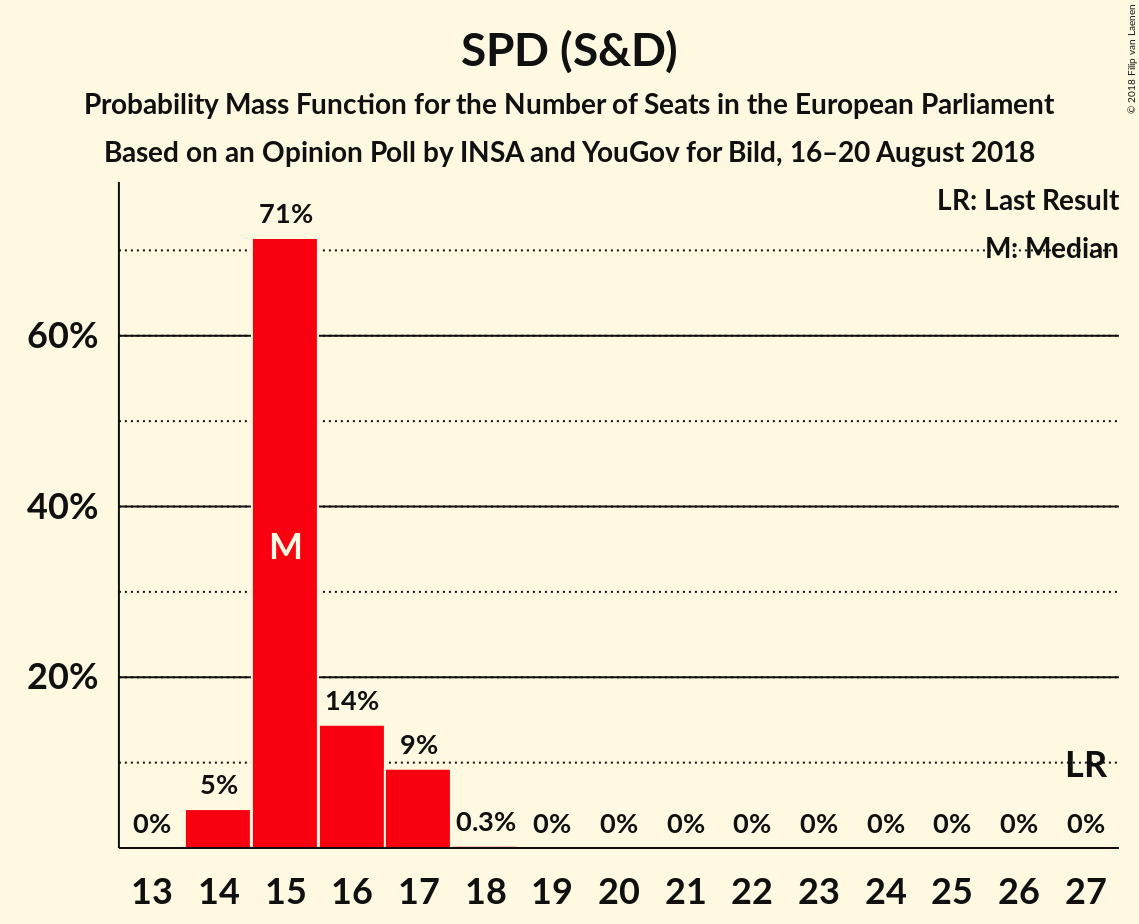 SPD (S&D)
Probability Mass Function for the Number of Seats in the European Parliament
Based on an Opinion Poll by INSA and YouGov for Bild, 16–20 August 2018
© 2018 Filip van Laenen
LR: Last Result
M: Median
71%
60%
40%
M
20%
14%
9%
LR
5%
0%
0.3%
0%
0%
0%
0%
0%
0%
0%
0%
0%
13 14 15 16 17 18 19 20 21 22 23 24 25 26 27